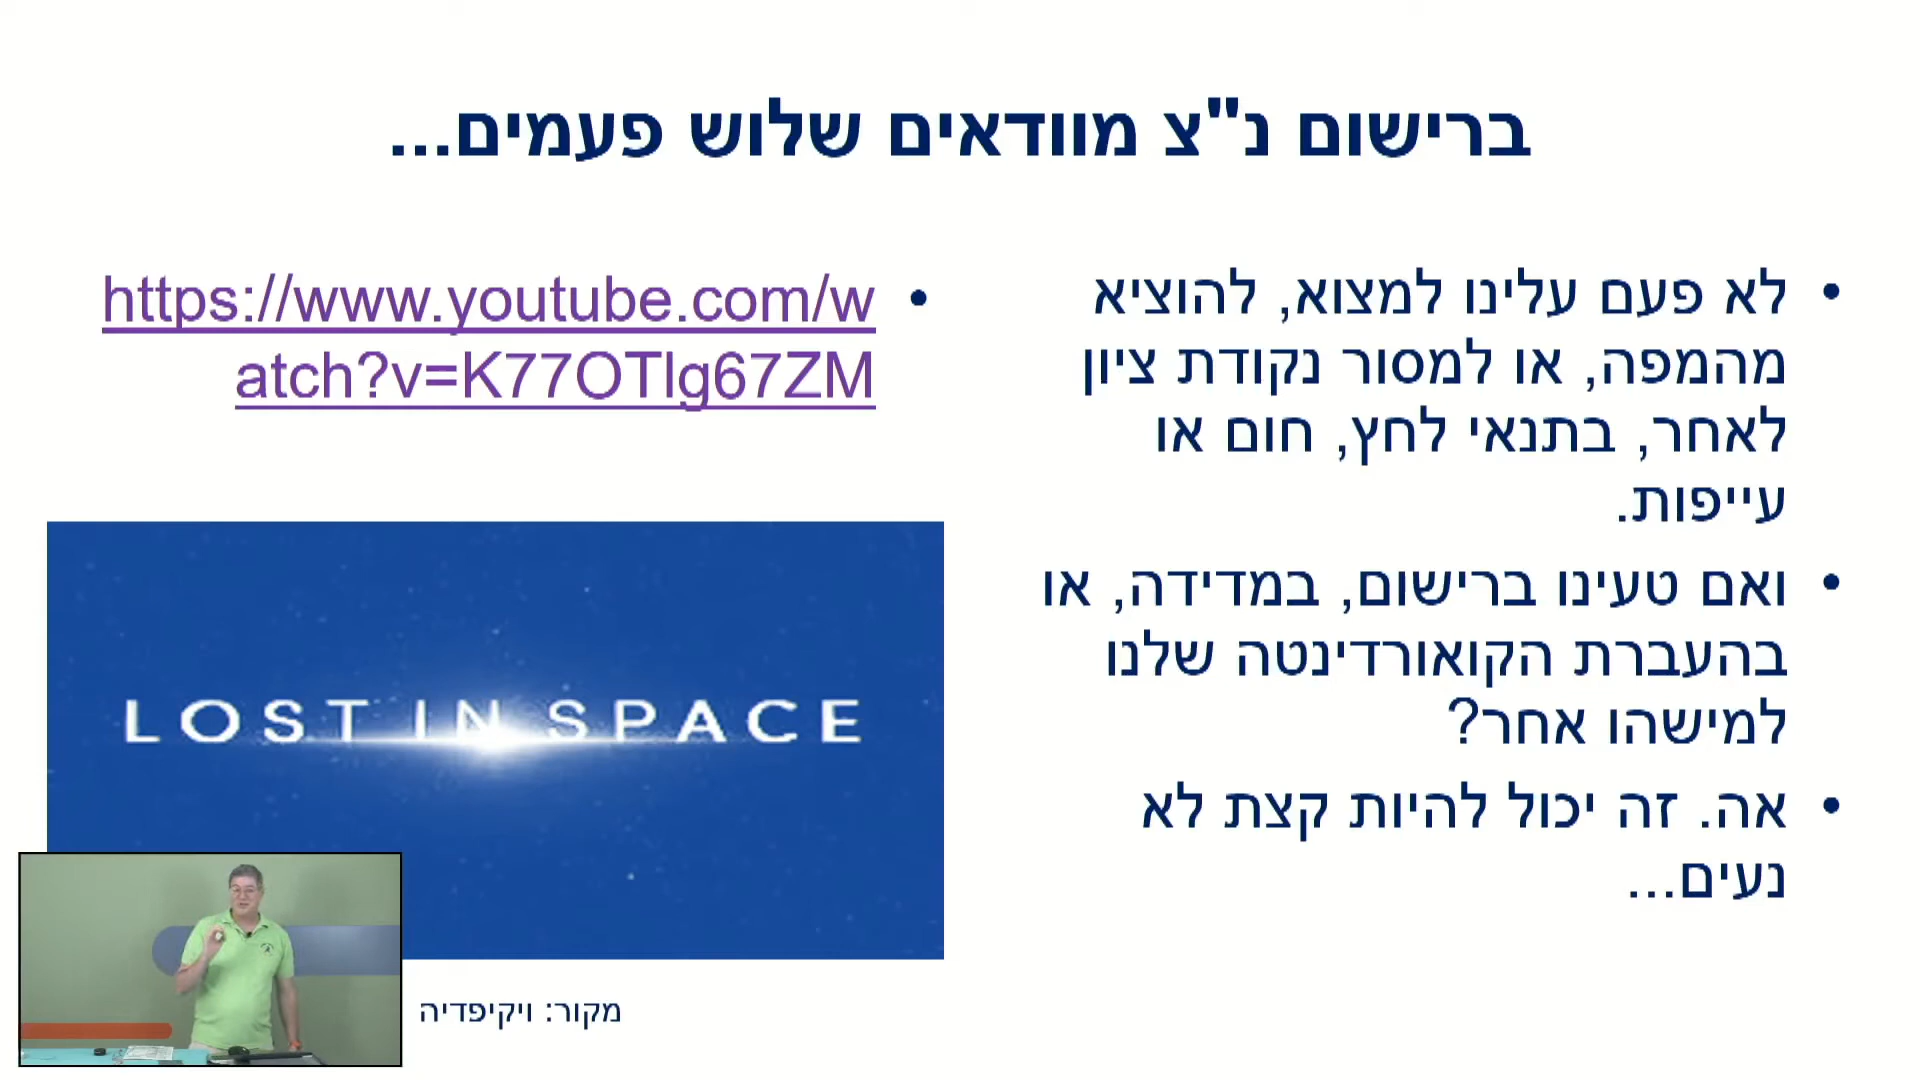 ברישום נ"צ מוודאים שלוש פעמים...
לא פעם עלינו למצוא, להוציא
מהמפה, או למסור נקודת ציון
לאחר, בתנאי לחץ, חום או
עייפות.
ואם טעינו ברישום, במדידה, או
בהעברת הקואורדינטה שלנו
למישהו אחר?
אה. זה יכול להיות קצת לא
נעים...
https://www.youtube.com/w
atch?v=K77OTlg67ZM
LOST IN SPACE
מקור: ויקיפדיה